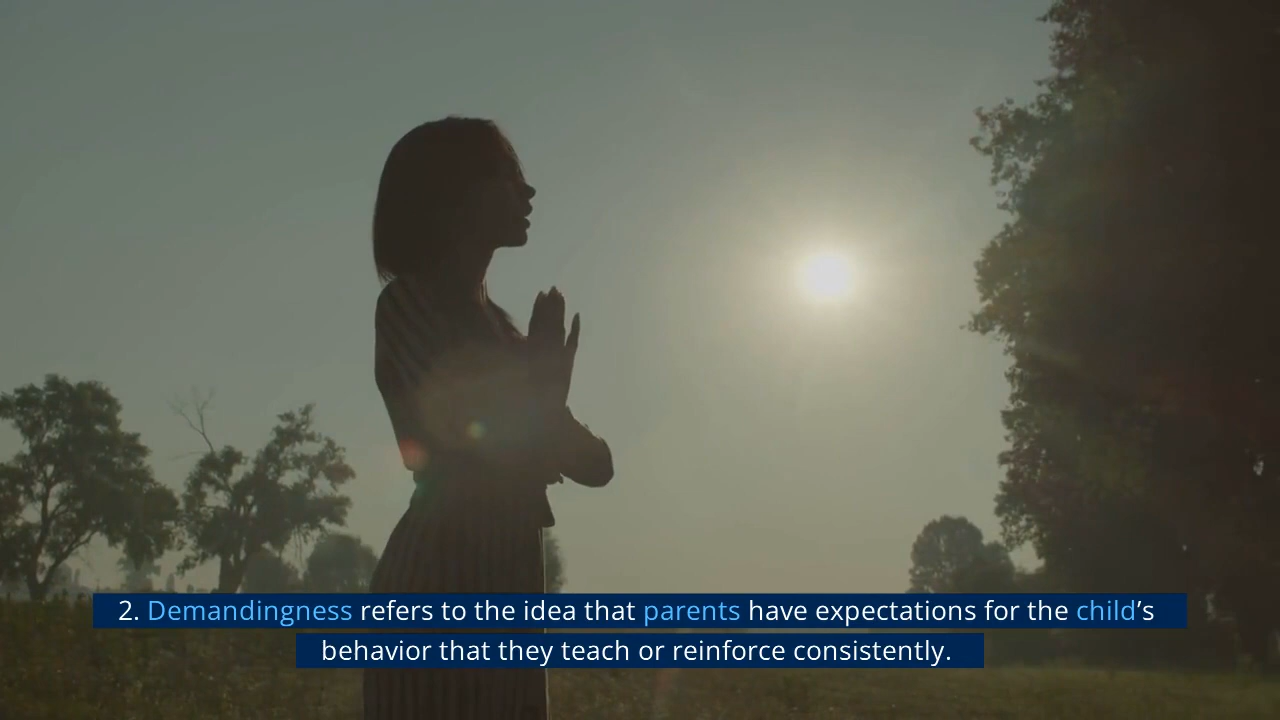 2. Demandingness refers to the idea that parents have expectations for the child’s
behavior that they teach or reinforce consistently.